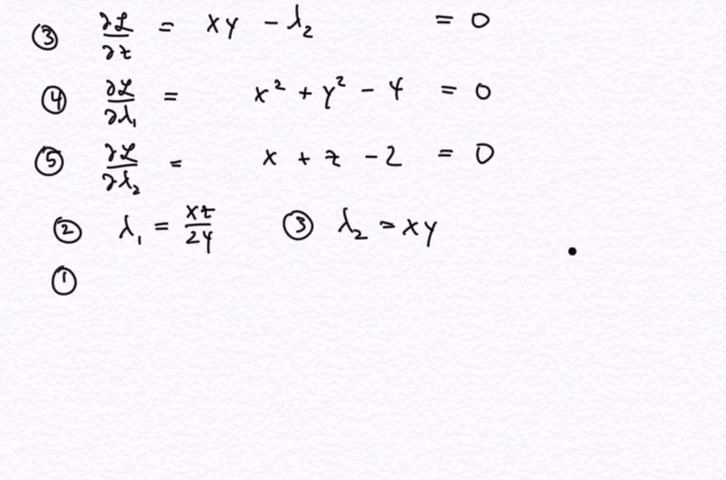 ③ ∂ℒ/∂z = xy - λ₂ = 0
④ ∂ℒ/∂λ₁ = x² + y² - 4 = 0
⑤ ∂ℒ/∂λ₂ = x + z - 2 = 0
② λ₁ = xz/2y ③ λ₂ = xy
①